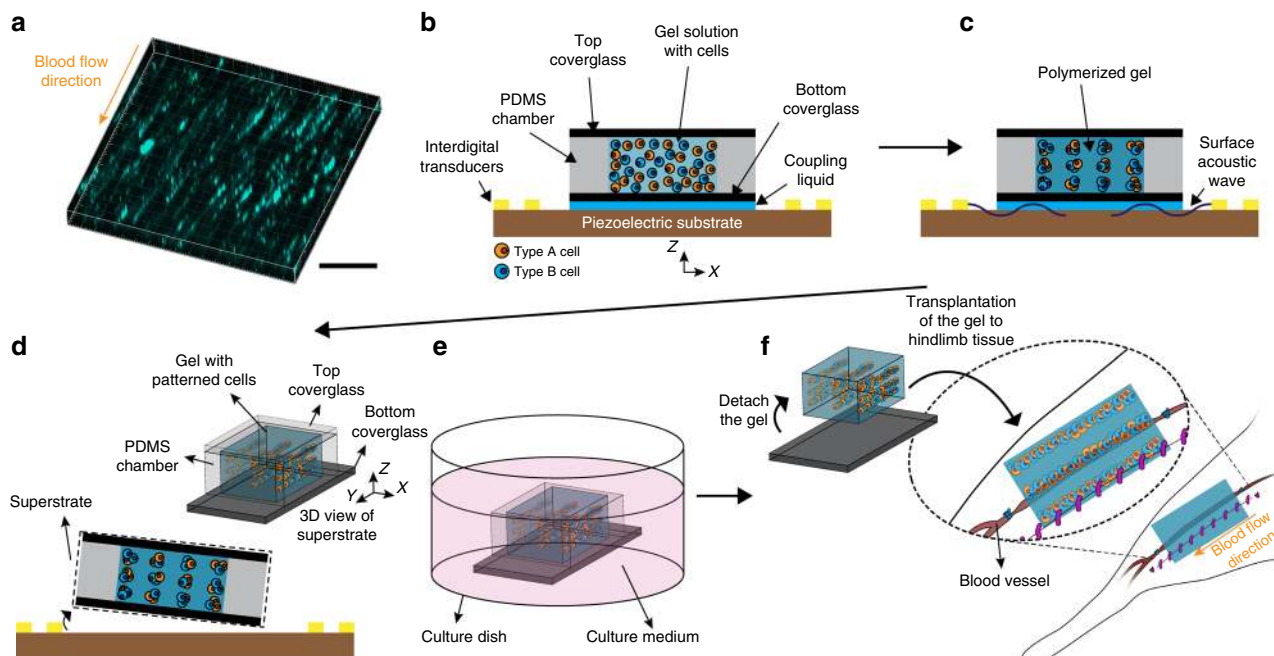 a
Blood flow
direction
b
Top
coverglass
Gel solution
with cells
PDMS
chamber
Bottom
coverglass
Interdigital
transducers
Coupling
liquid
Piezoelectric substrate
Type A cell
Type B cell
Z
X
c
Polymerized gel
Surface
acoustic
wave
d
Gel with
patterned cells
Top
coverglass
Bottom
coverglass
PDMS
chamber
Z
Y
X
3D view of
superstrate
Superstrate
e
Culture dish
Culture medium
f
Transplantation
of the gel to
hindlimb tissue
Detach
the gel
Blood vessel
Blood flow
direction